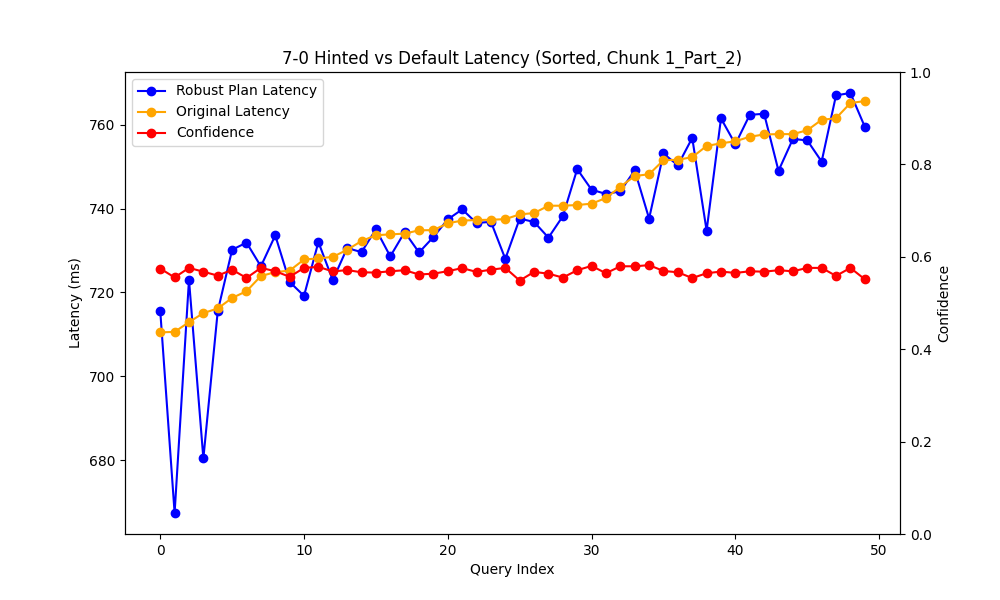 7-0 Hinted vs Default Latency (Sorted, Chunk 1_Part_2)
Robust Plan Latency
Original Latency
Confidence
Latency (ms)
760
740
720
700
680
1.0
0.8
0.6
0.4
0.2
0.0
Confidence
0 10 20 30 40 50
Query Index